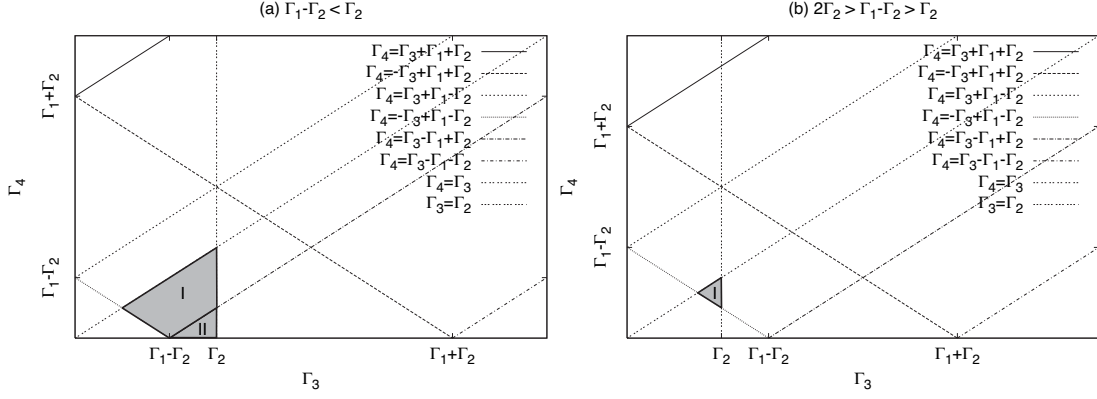 (a) Γ₁-Γ₂ < Γ₂
Γ₄=Γ₃+Γ₁+Γ₂
Γ₄=-Γ₃+Γ₁+Γ₂
Γ₄=Γ₃+Γ₁-Γ₂
Γ₄=-Γ₃+Γ₁-Γ₂
Γ₄=Γ₃-Γ₁+Γ₂
Γ₄=Γ₃-Γ₁-Γ₂
Γ₄=Γ₃
Γ₃=Γ₂
Γ₁+Γ₂
Γ₄
Γ₁-Γ₂
I
II
Γ₁-Γ₂
Γ₂
Γ₁+Γ₂
Γ₃
(b) 2Γ₂ > Γ₁-Γ₂ > Γ₂
Γ₄=Γ₃+Γ₁+Γ₂
Γ₄=-Γ₃+Γ₁+Γ₂
Γ₄=Γ₃+Γ₁-Γ₂
Γ₄=-Γ₃+Γ₁-Γ₂
Γ₄=Γ₃-Γ₁+Γ₂
Γ₄=Γ₃-Γ₁-Γ₂
Γ₄=Γ₃
Γ₃=Γ₂
Γ₁+Γ₂
Γ₄
Γ₁-Γ₂
I
Γ₂
Γ₁-Γ₂
Γ₁+Γ₂
Γ₃